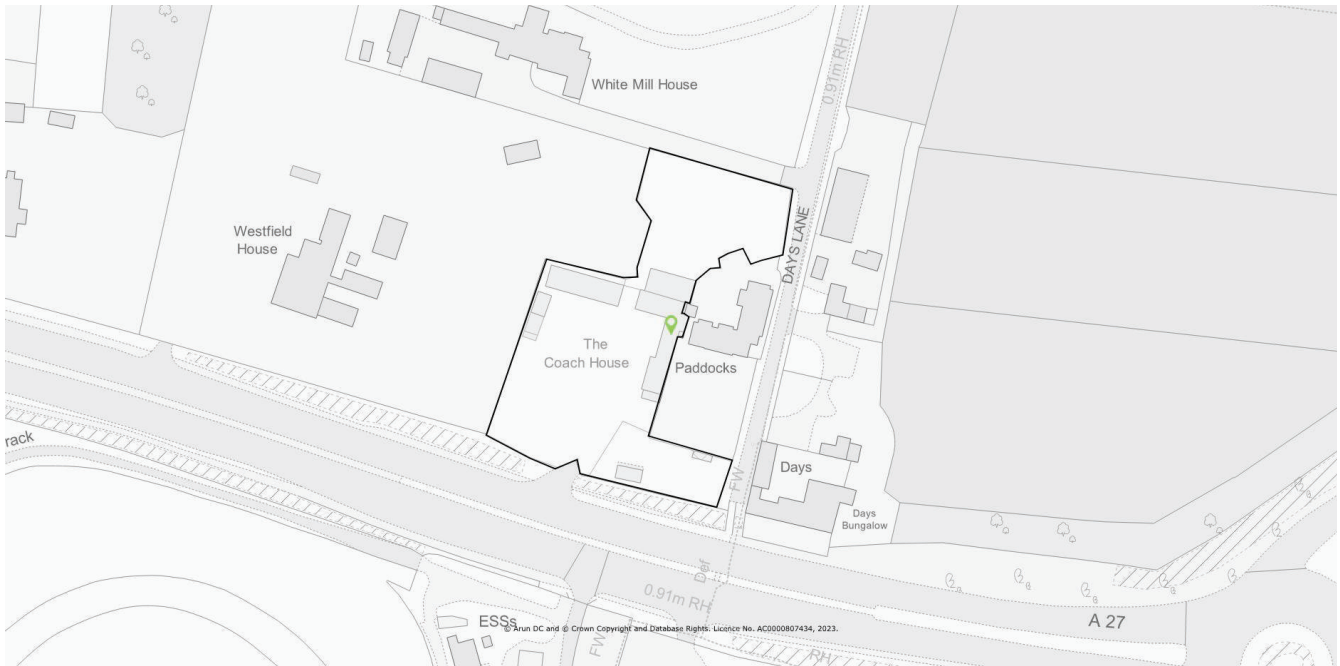 White Mill House
0.91m RH
Westfield
House
DAYS LANE
The
Coach House
Paddocks
rack
FW
Days
Days
Bungalow
Def
0.91m RH
A 27
ESSs
© Arun DC and © Crown Copyright and Database Rights. Licence No. AC0000807434, 2023.
FW
RH